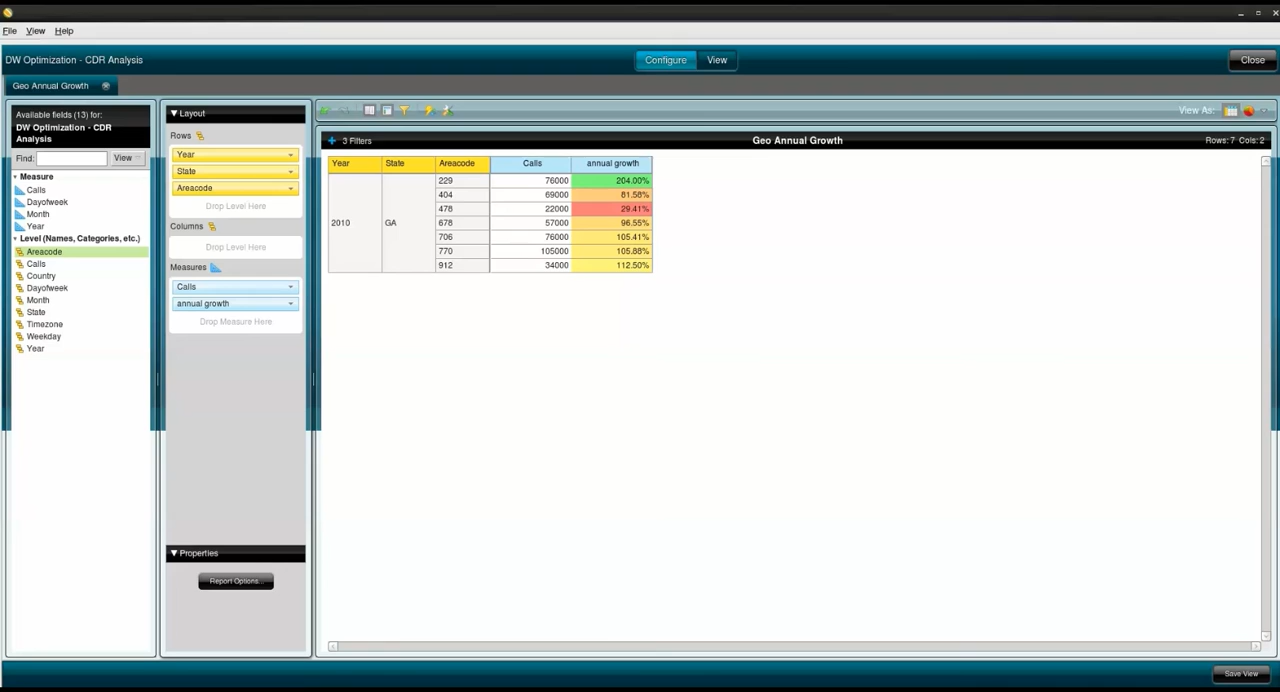 File View Help
DW Optimization - CDR Analysis
Configure View
Close
Geo Annual Growth
Available fields (13) for:
DW Optimization - CDR
Analysis
Find: View
Measure
Calls
Dayofweek
Month
Year
Level (Names, Categories, etc.)
Areacode
Calls
Country
Dayofweek
Month
State
Timezone
Weekday
Year
Layout
Rows
Year
State
Areacode
Drop Level Here
Columns
Drop Level Here
Measures
Calls
annual growth
Drop Measure Here
Properties
Report Options...
View As:
3 Filters
Geo Annual Growth
Rows: 7 Cols: 2
Year State Areacode Calls annual growth
229 76000 204.00%
404 69000 81.58%
478 22000 29.41%
2010 GA 678 57000 96.55%
706 76000 105.41%
770 105000 105.88%
912 34000 112.50%
Save View